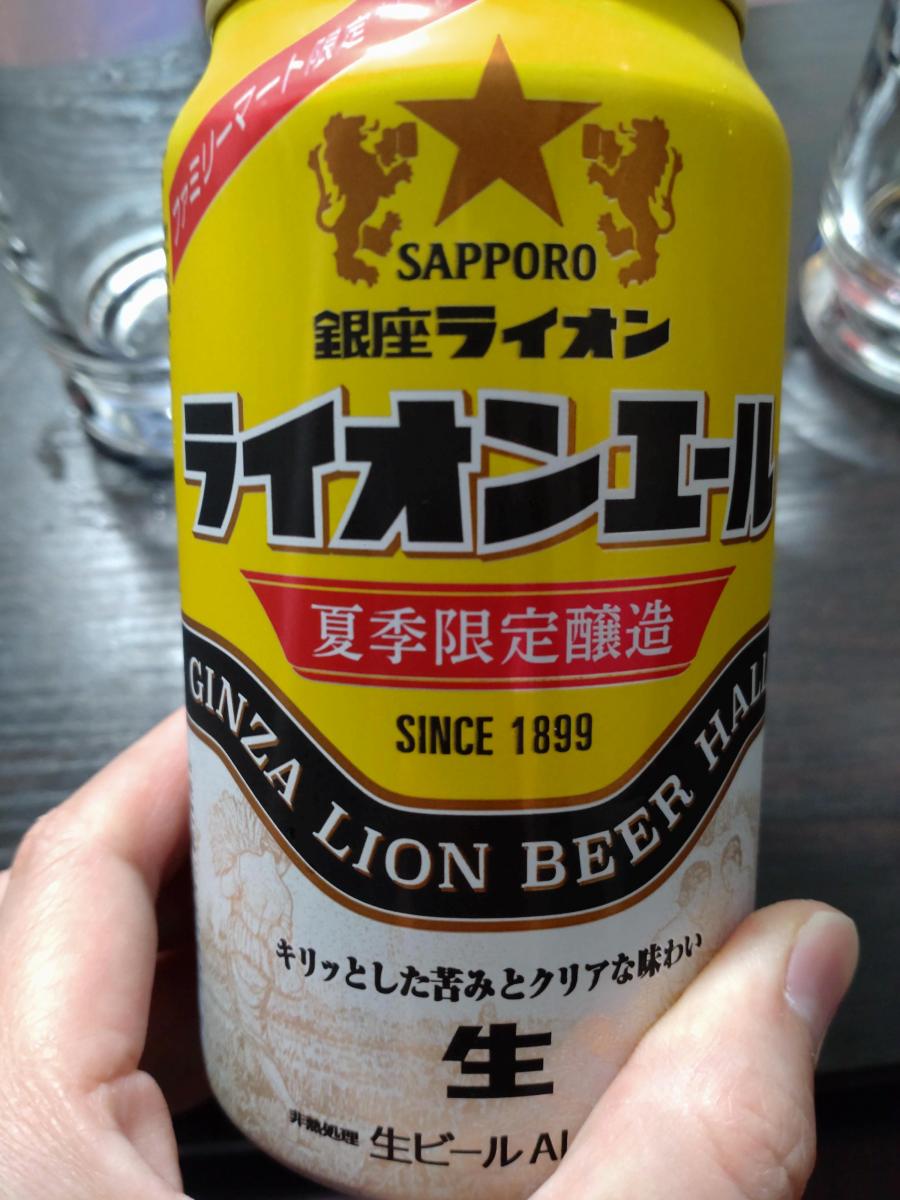 ファミリーマート限定
SAPPORO
銀座ライオン
ライオンエール
夏季限定醸造
SINCE 1899
GINZA LION BEER HALL
キリッとした苦みとクリアな味わい
生
非熱処理 生ビール